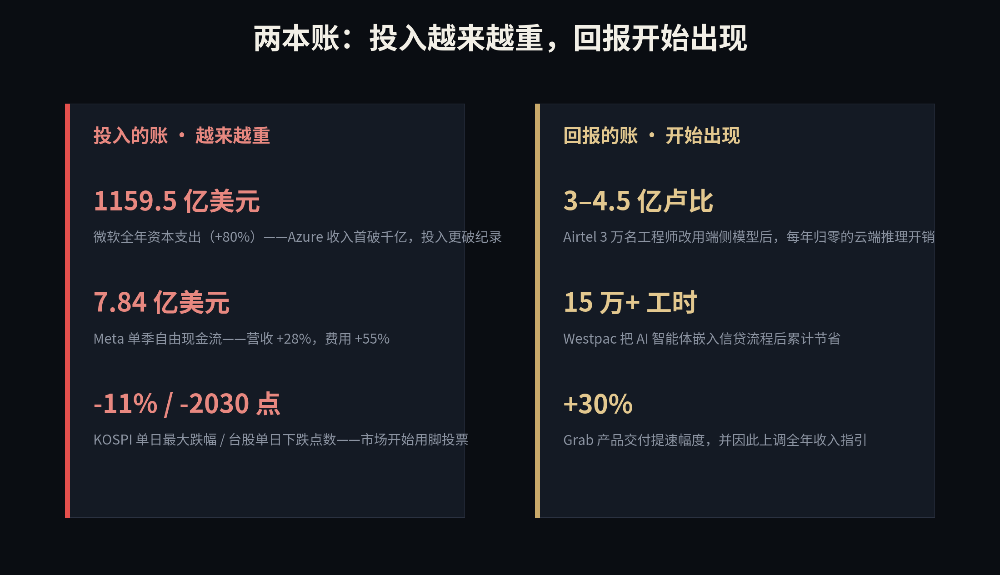 两本账：投入越来越重，回报开始出现
投入的账 · 越来越重
1159.5 亿美元
微软全年资本支出（+80%）——Azure 收入首破千亿，投入更破纪录
7.84 亿美元
Meta 单季自由现金流——营收 +28%，费用 +55%
-11% / -2030 点
KOSPI 单日最大跌幅 / 台股单日下跌点数——市场开始用脚投票
回报的账 · 开始出现
3–4.5 亿卢比
Airtel 3 万名工程师改用端侧模型后，每年归零的云端推理开销
15 万+ 工时
Westpac 把 AI 智能体嵌入信贷流程后累计节省
+30%
Grab 产品交付提速幅度，并因此上调全年收入指引